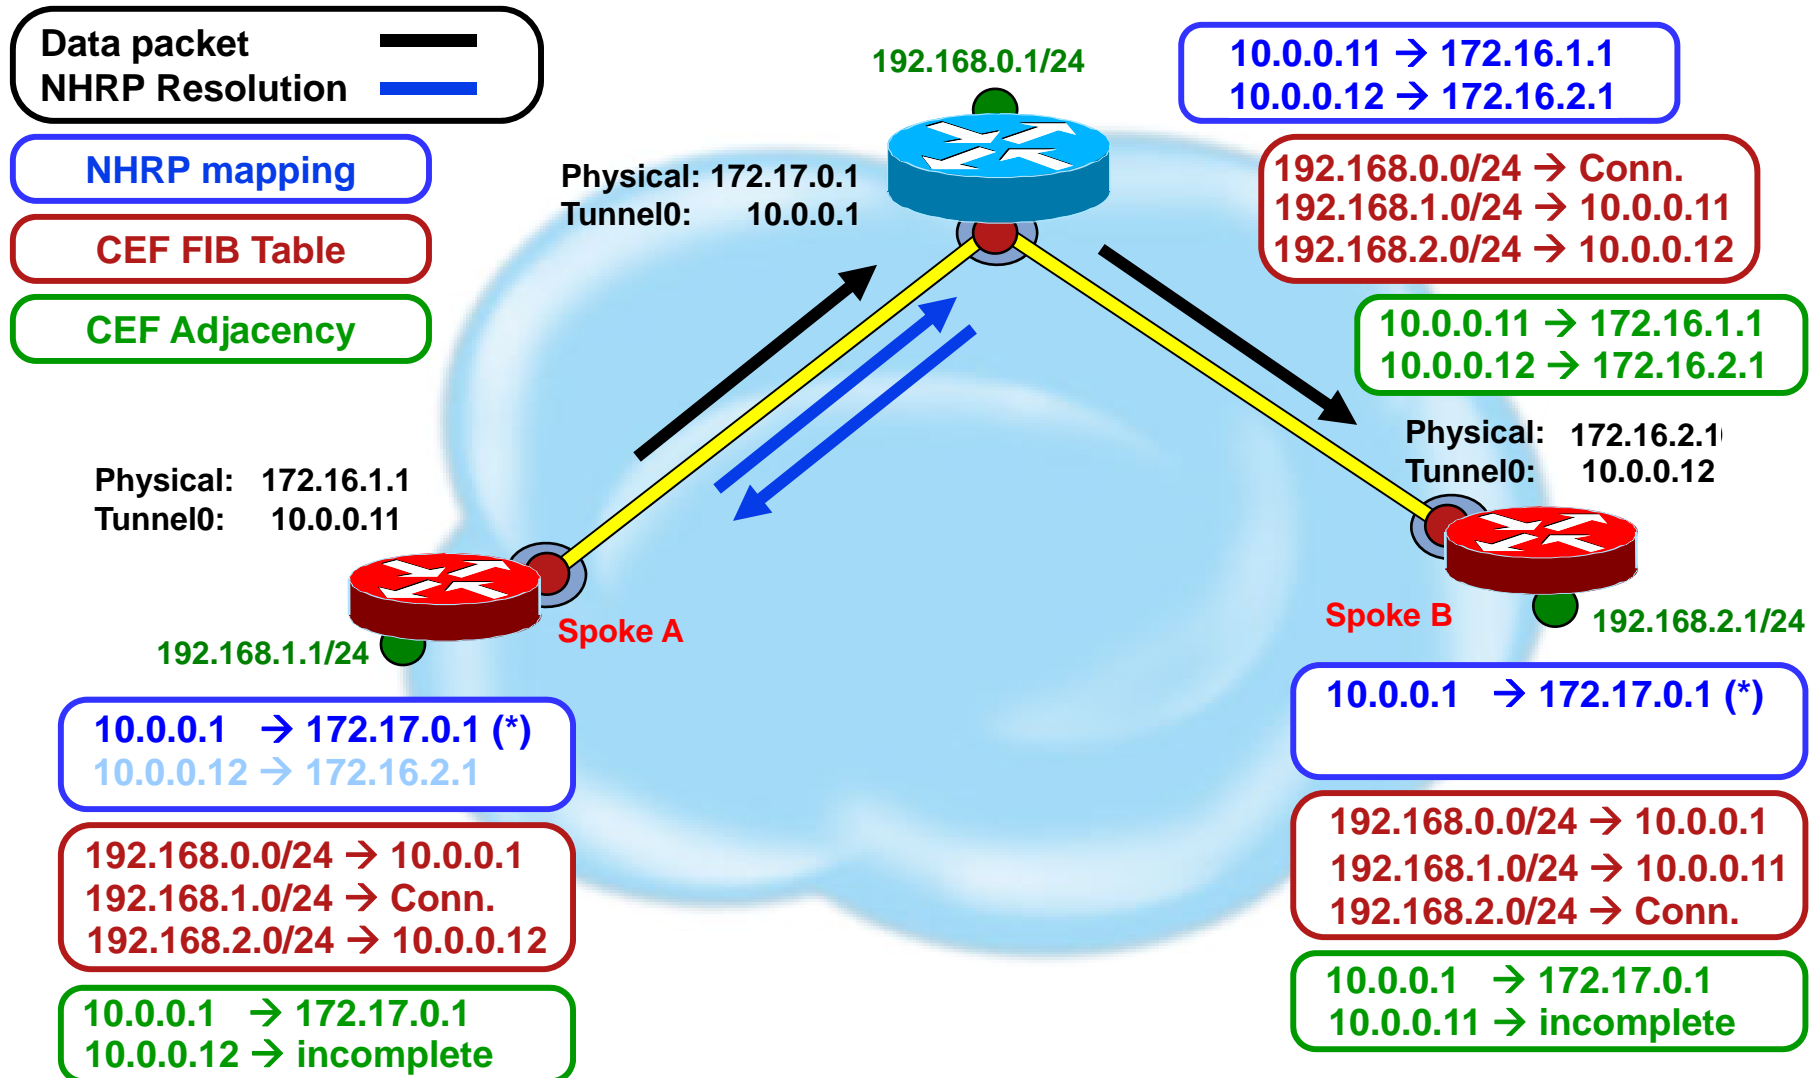 Data packet
NHRP Resolution
NHRP mapping
CEF FIB Table
CEF Adjacency
192.168.0.1/24
Physical: 172.17.0.1
Tunnel0: 10.0.0.1
10.0.0.11 → 172.16.1.1
10.0.0.12 → 172.16.2.1
192.168.0.0/24 → Conn.
192.168.1.0/24 → 10.0.0.11
192.168.2.0/24 → 10.0.0.12
10.0.0.11 → 172.16.1.1
10.0.0.12 → 172.16.2.1
Physical: 172.16.2.1
Tunnel0: 10.0.0.12
Physical: 172.16.1.1
Tunnel0: 10.0.0.11
Spoke A
192.168.1.1/24
Spoke B
192.168.2.1/24
10.0.0.1 → 172.17.0.1 (*)
10.0.0.12 → 172.16.2.1
192.168.0.0/24 → 10.0.0.1
192.168.1.0/24 → Conn.
192.168.2.0/24 → 10.0.0.12
10.0.0.1 → 172.17.0.1
10.0.0.12 → incomplete
10.0.0.1 → 172.17.0.1 (*)
192.168.0.0/24 → 10.0.0.1
192.168.1.0/24 → 10.0.0.11
192.168.2.0/24 → Conn.
10.0.0.1 → 172.17.0.1
10.0.0.11 → incomplete